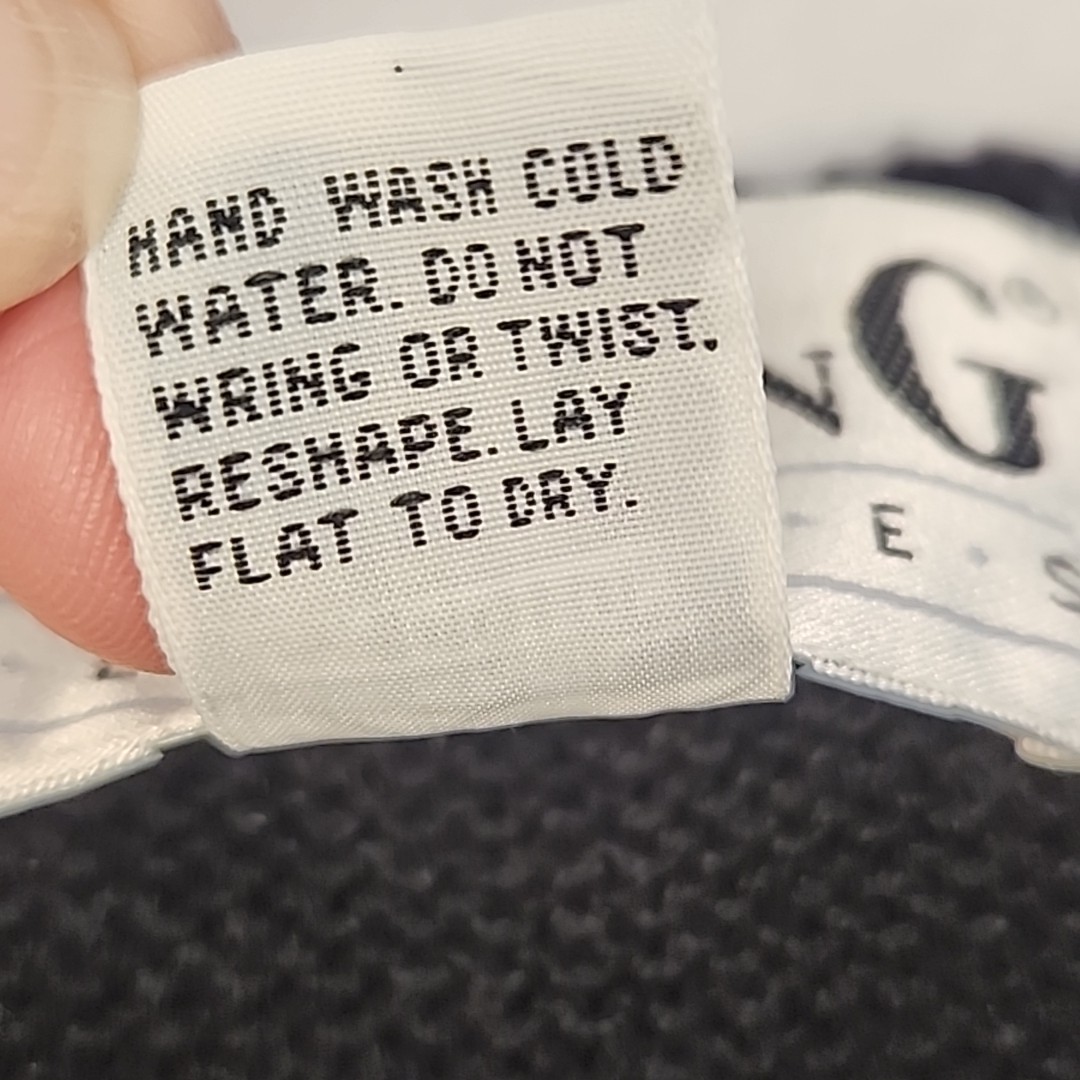 HAND WASH COLD
WATER. DO NOT
WRING OR TWIST.
RESHAPE. LAY
FLAT TO DRY.
G®
E · S